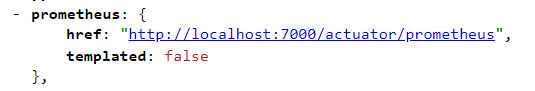 - prometheus: {
href: "http://localhost:7000/actuator/prometheus",
templated: false
},